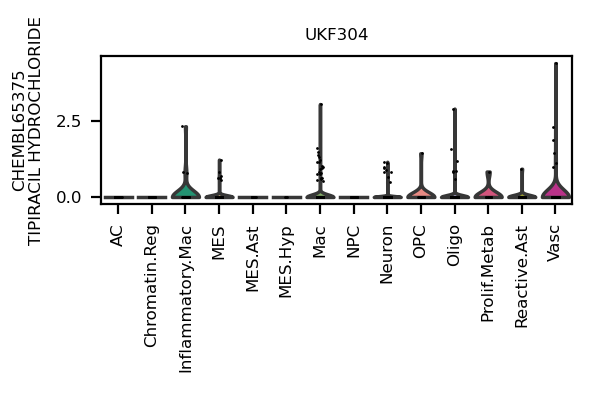 UKF304
CHEMBL65375
TIPIRACIL HYDROCHLORIDE
2.5
0.0
AC
Chromatin.Reg
Inflammatory.Mac
MES
MES.Ast
MES.Hyp
Mac
NPC
Neuron
OPC
Oligo
Prolif.Metab
Reactive.Ast
Vasc